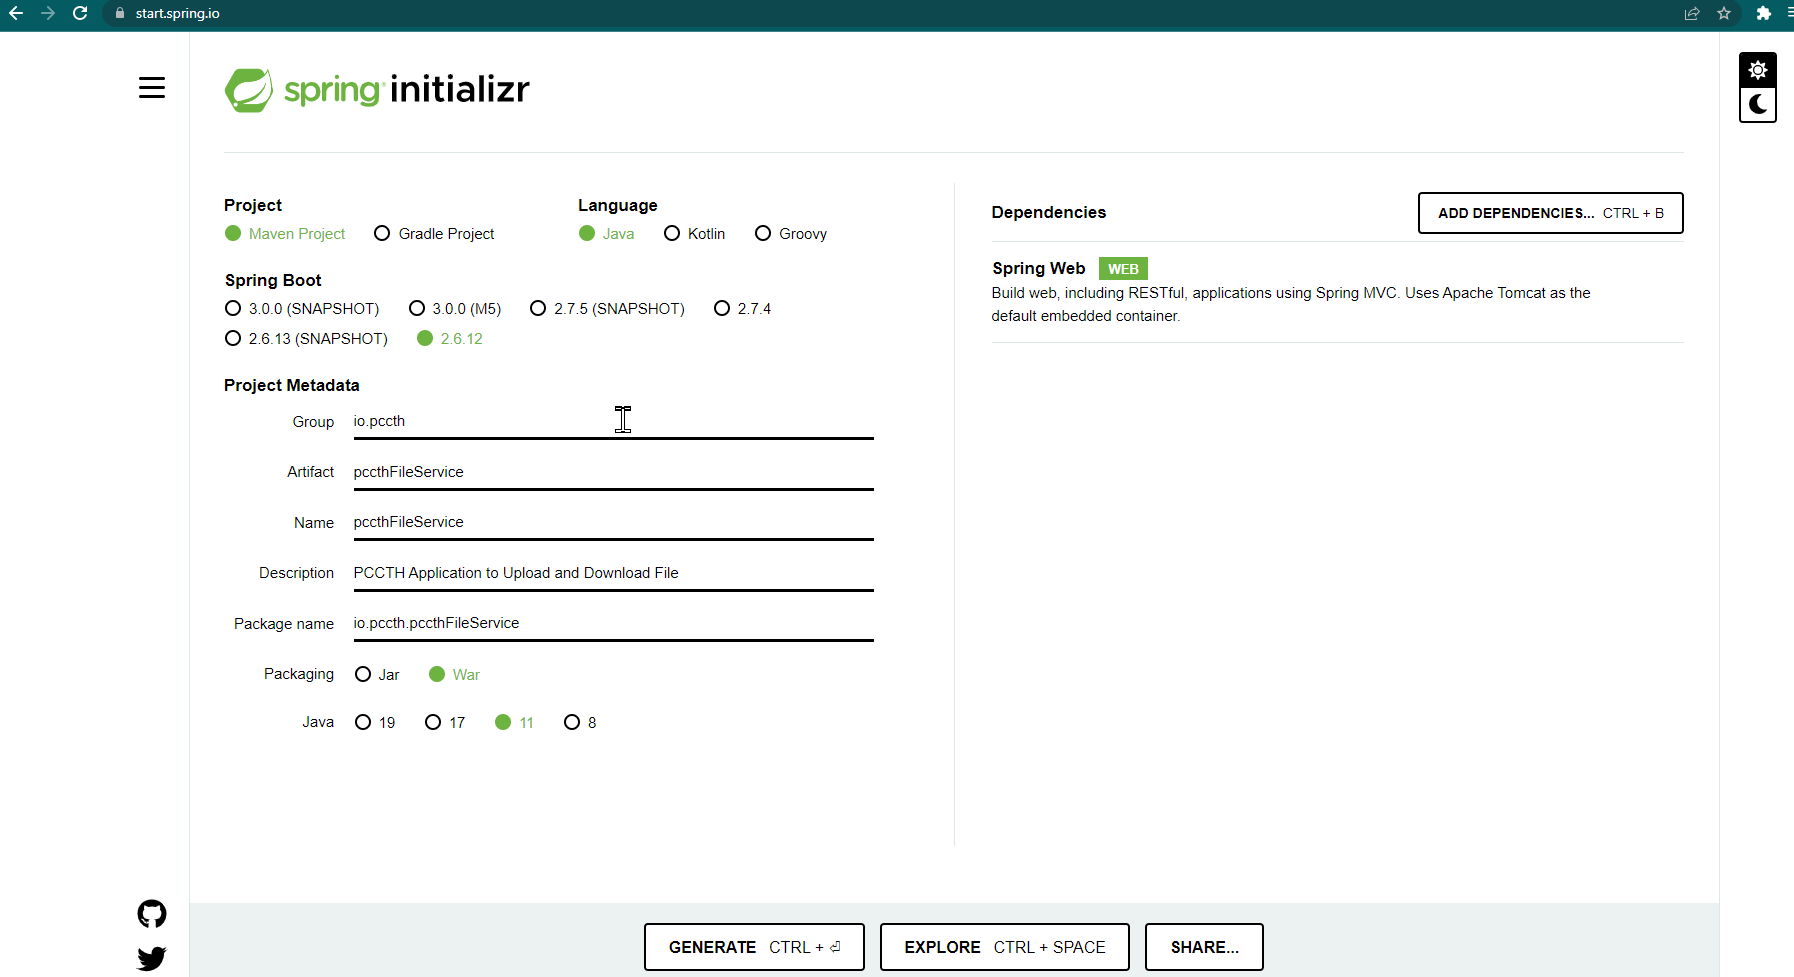 start.spring.io
spring initializr
Project
Maven Project Gradle Project
Language
Java Kotlin Groovy
Spring Boot
3.0.0 (SNAPSHOT) 3.0.0 (M5) 2.7.5 (SNAPSHOT) 2.7.4
2.6.13 (SNAPSHOT) 2.6.12
Project Metadata
Group io.pccth
Artifact pccthFileService
Name pccthFileService
Description PCCTH Application to Upload and Download File
Package name io.pccth.pccthFileService
Packaging Jar War
Java 19 17 11 8
Dependencies
ADD DEPENDENCIES... CTRL + B
Spring Web WEB
Build web, including RESTful, applications using Spring MVC. Uses Apache Tomcat as the
default embedded container.
GENERATE CTRL + ⏎
EXPLORE CTRL + SPACE
SHARE...